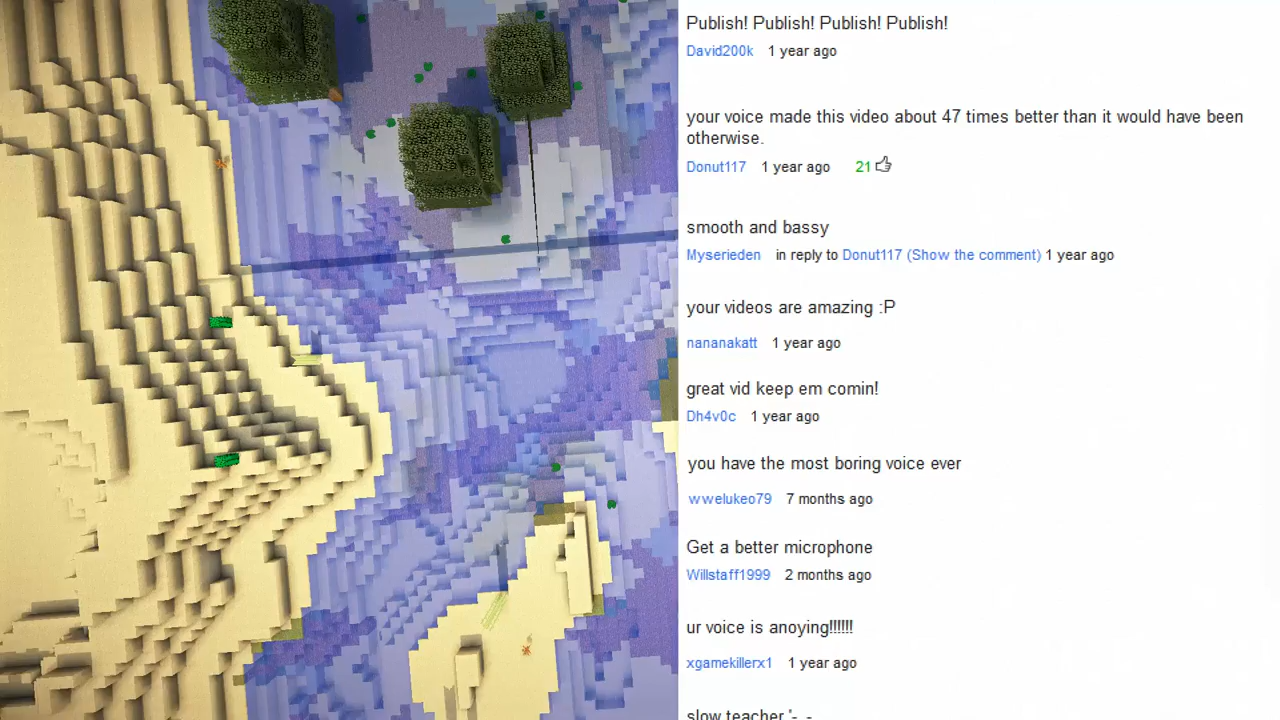 Publish! Publish! Publish! Publish!
David200k 1 year ago
your voice made this video about 47 times better than it would have been
otherwise.
Donut117 1 year ago 21
smooth and bassy
Myserieden in reply to Donut117 (Show the comment) 1 year ago
your videos are amazing :P
nananakatt 1 year ago
great vid keep em comin!
Dh4v0c 1 year ago
you have the most boring voice ever
wwelukeo79 7 months ago
Get a better microphone
Willstaff1999 2 months ago
ur voice is anoying!!!!!!
xgamekillerx1 1 year ago
slow teacher '-_-